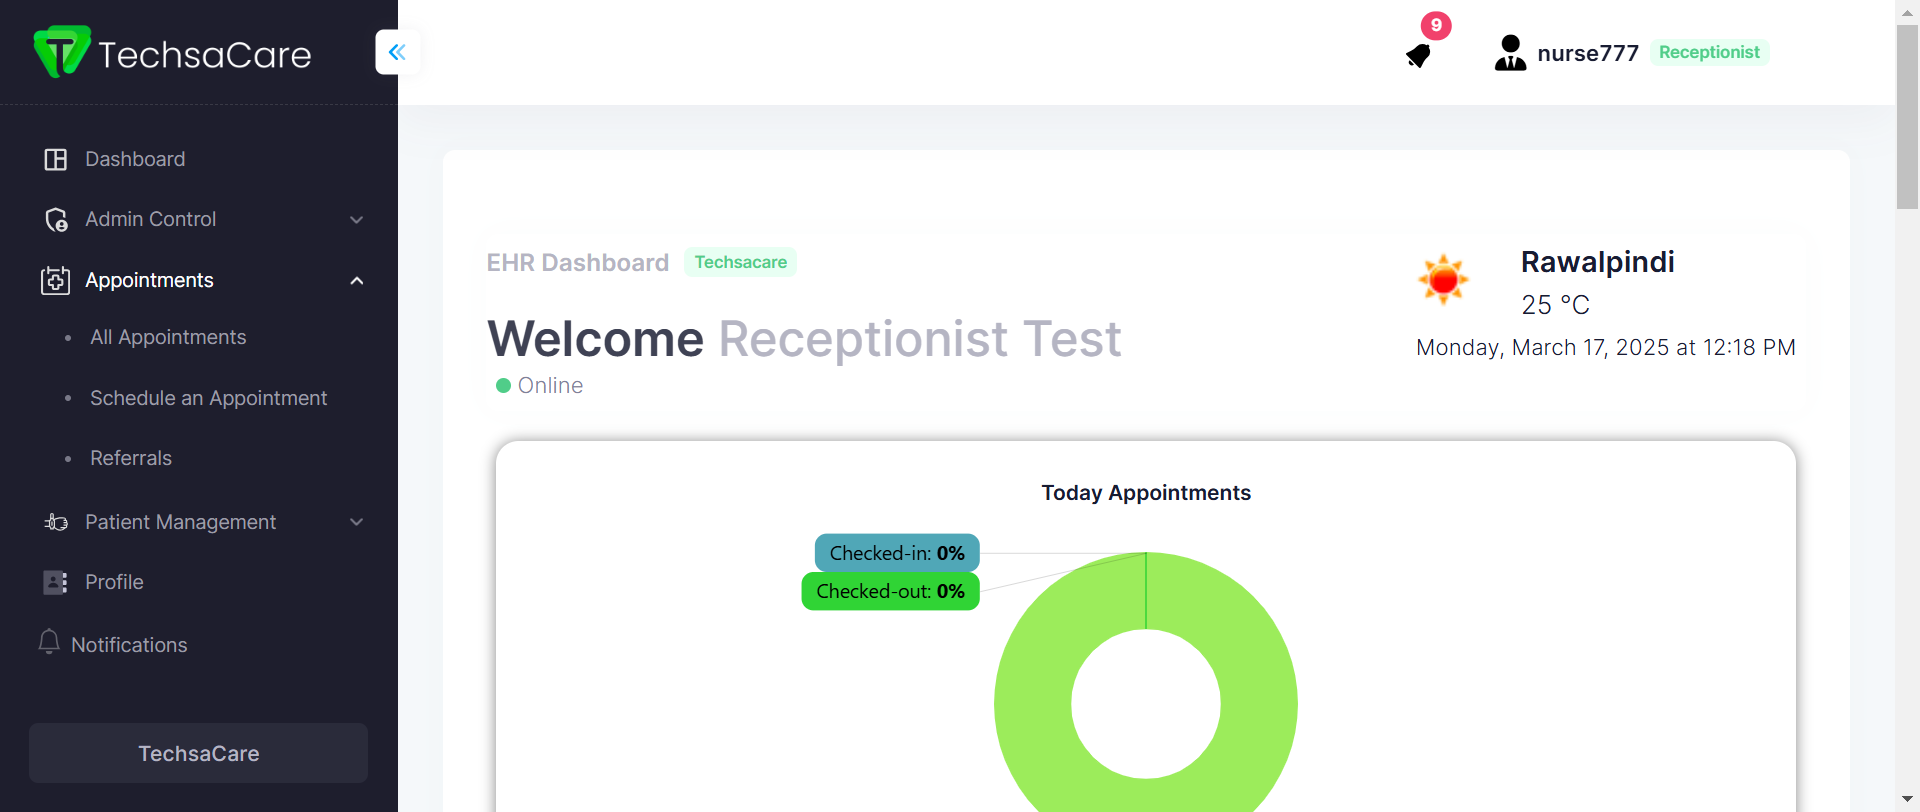 TechsaCare
9
nurse777 Receptionist
Dashboard
Admin Control
Appointments
All Appointments
Schedule an Appointment
Referrals
Patient Management
Profile
Notifications
TechsaCare
EHR Dashboard Techsacare
Welcome Receptionist Test
Online
Rawalpindi
25 °C
Monday, March 17, 2025 at 12:18 PM
Today Appointments
Checked-in: 0%
Checked-out: 0%